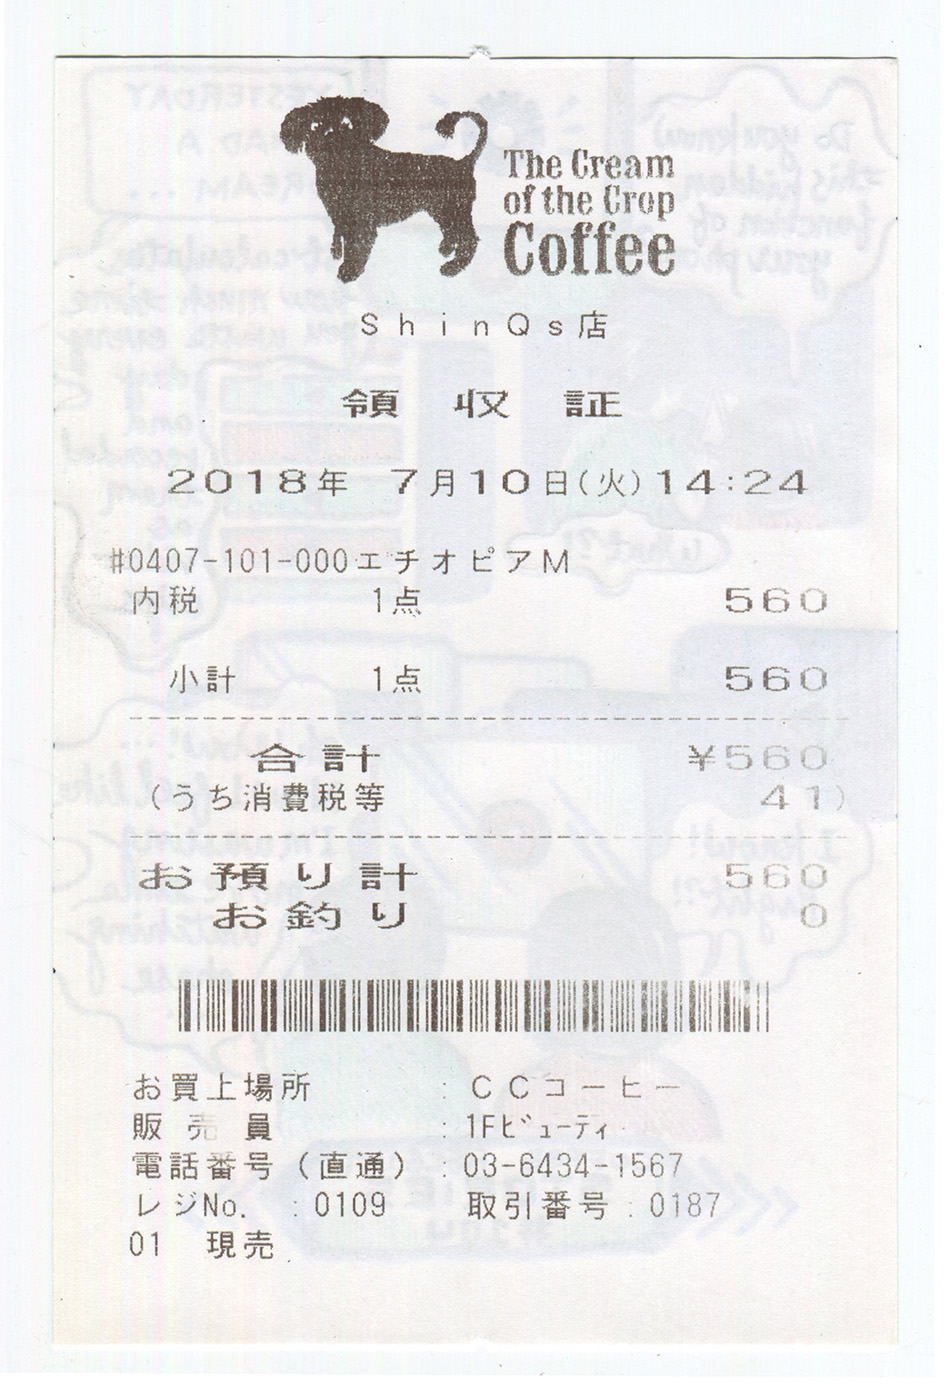 The Cream
of the Crop
Coffee
ShinQs店
領 収 証
2018年 7月10日(火)14:24
#0407-101-000エチオピアM
内税 1点 560
小計 1点 560
合計 ¥560
(うち消費税等 41)
お預り計 560
お釣り 0
お買上場所 : CCコーヒー
販売員 : 1Fビューティ
電話番号(直通) : 03-6434-1567
レジNo. : 0109 取引番号 : 0187
01 現売